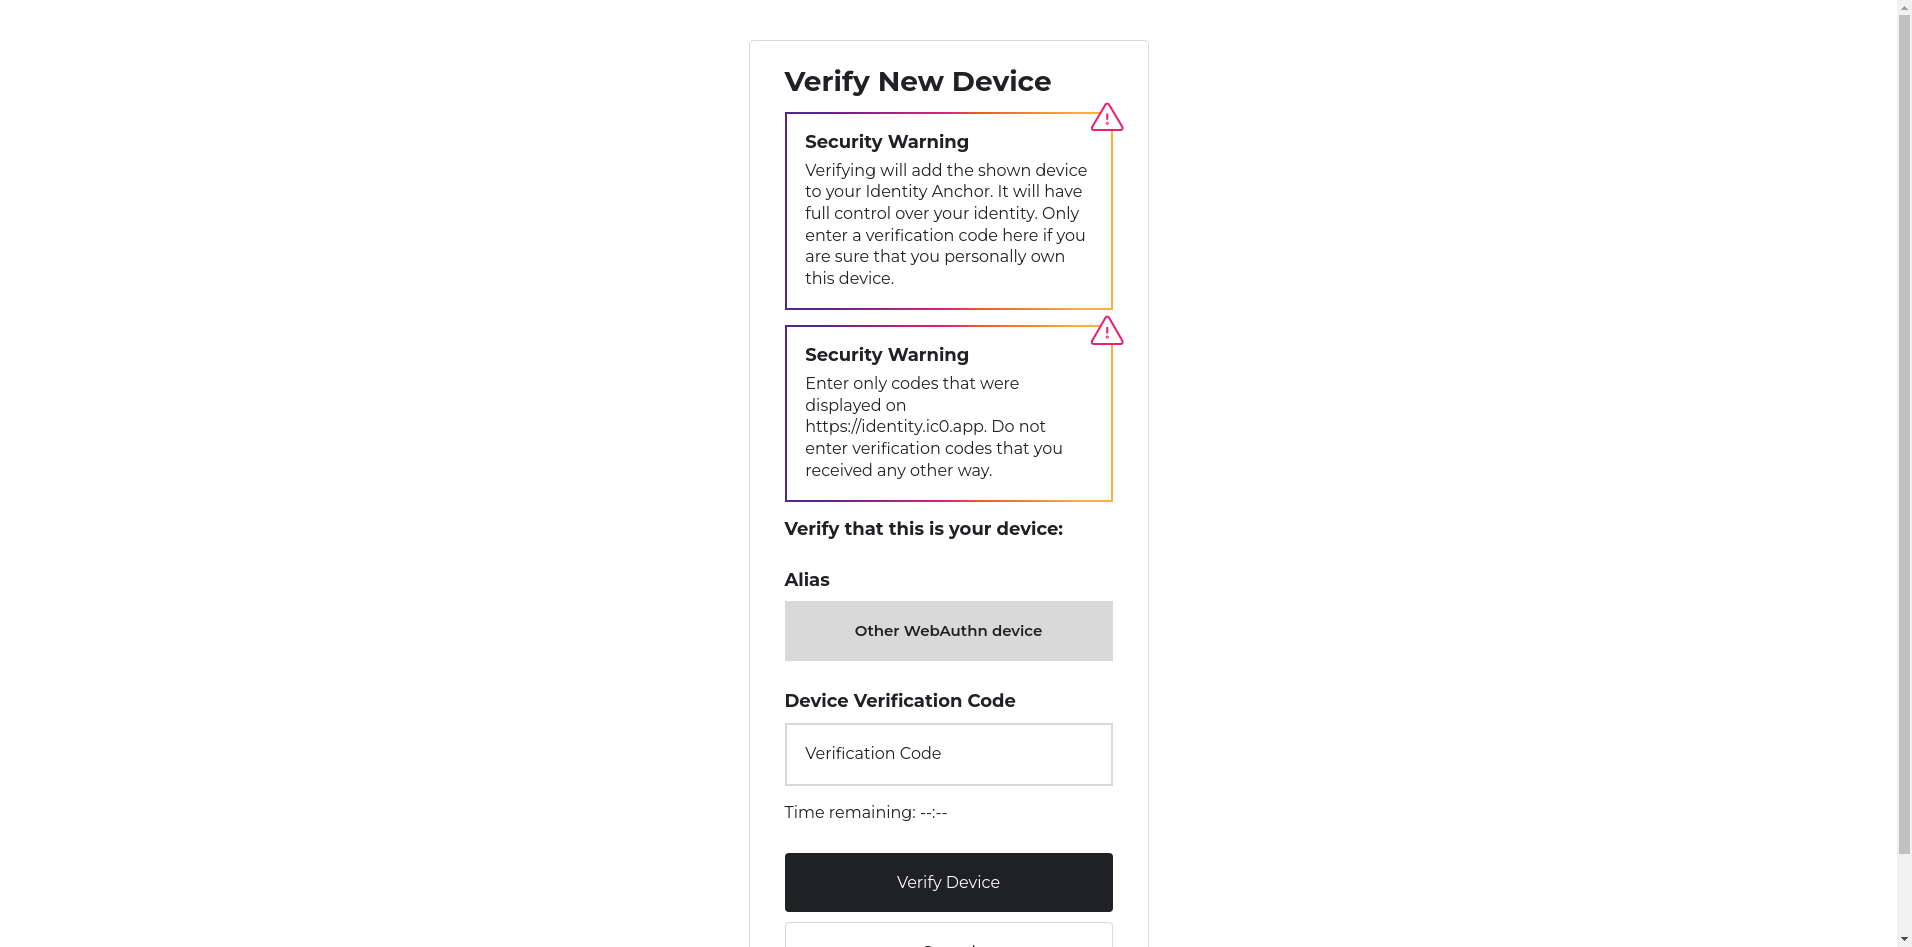 Verify New Device
Security Warning
Verifying will add the shown device
to your Identity Anchor. It will have
full control over your identity. Only
enter a verification code here if you
are sure that you personally own
this device.
Security Warning
Enter only codes that were
displayed on
https://identity.ic0.app. Do not
enter verification codes that you
received any other way.
Verify that this is your device:
Alias
Other WebAuthn device
Device Verification Code
Verification Code
Time remaining: --:--
Verify Device